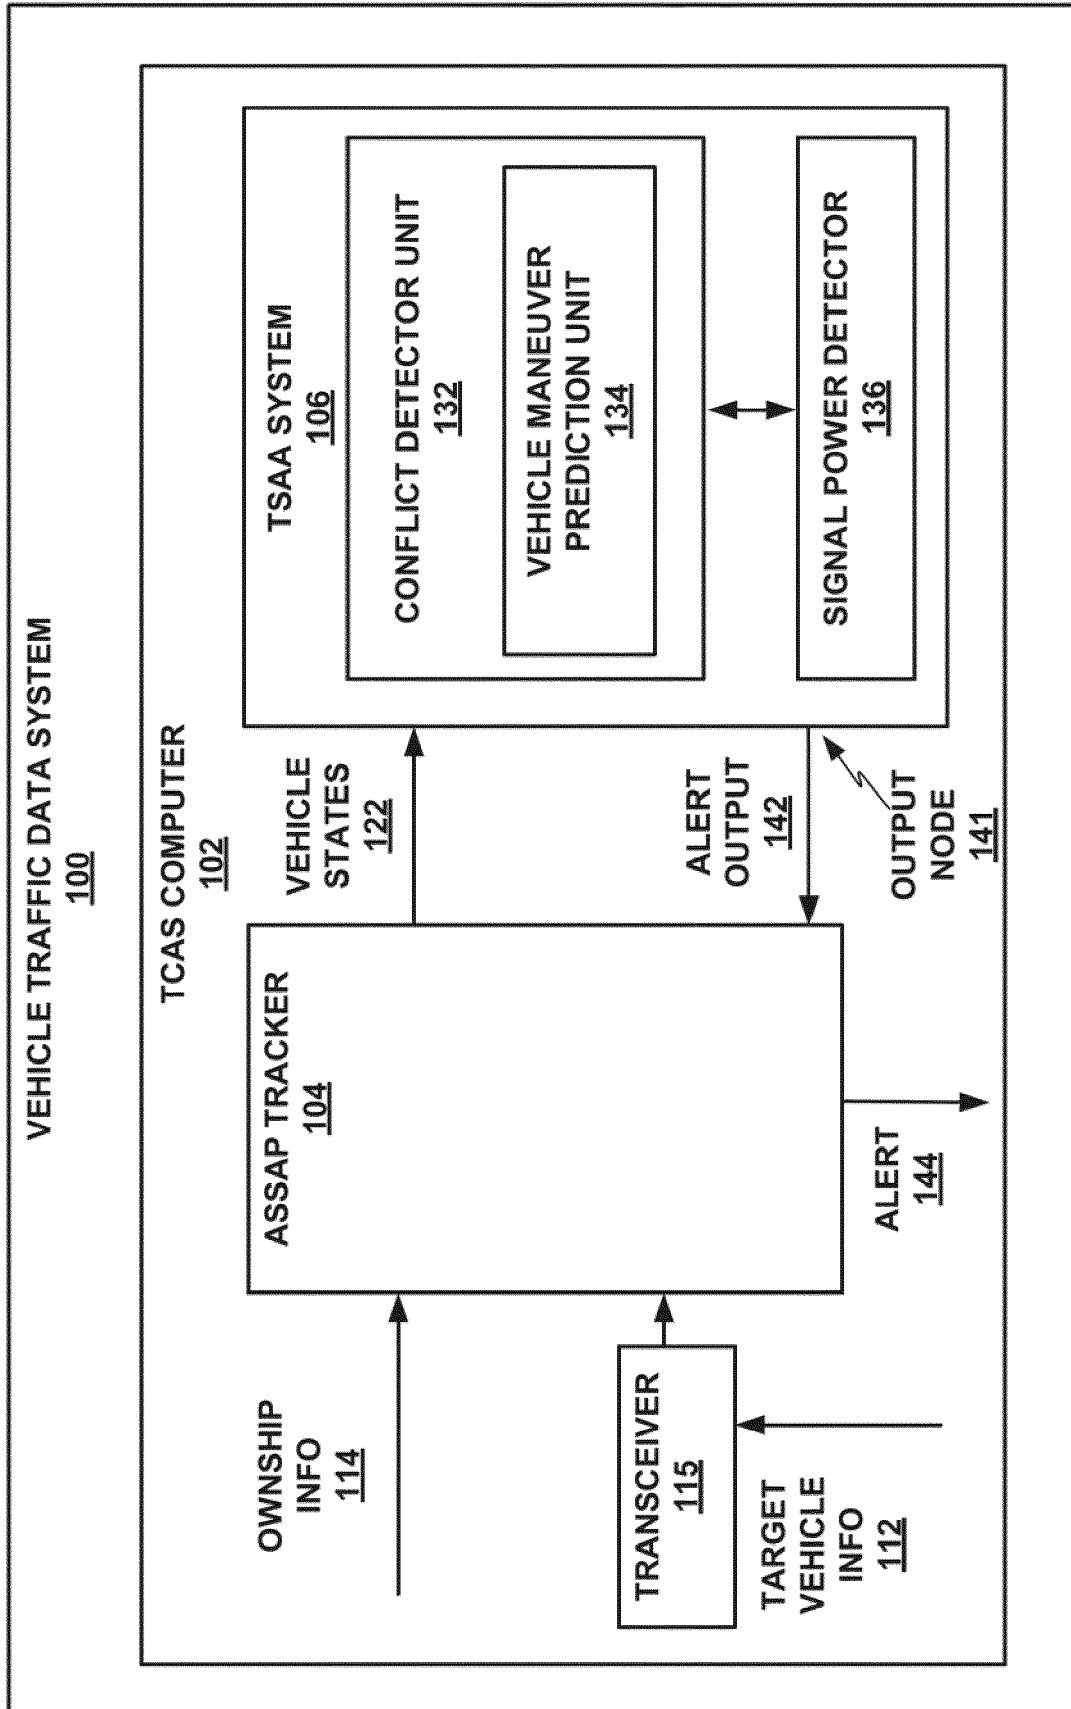 VEHICLE TRAFFIC DATA SYSTEM
100
TCAS COMPUTER
102
OWNSHIP
INFO
114
TRANSCEIVER
115
TARGET
VEHICLE
INFO
112
ASSAP TRACKER
104
ALERT
144
VEHICLE
STATES
122
ALERT
OUTPUT
142
OUTPUT
NODE
141
TSAA SYSTEM
106
CONFLICT DETECTOR UNIT
132
VEHICLE MANEUVER
PREDICTION UNIT
134
SIGNAL POWER DETECTOR
136